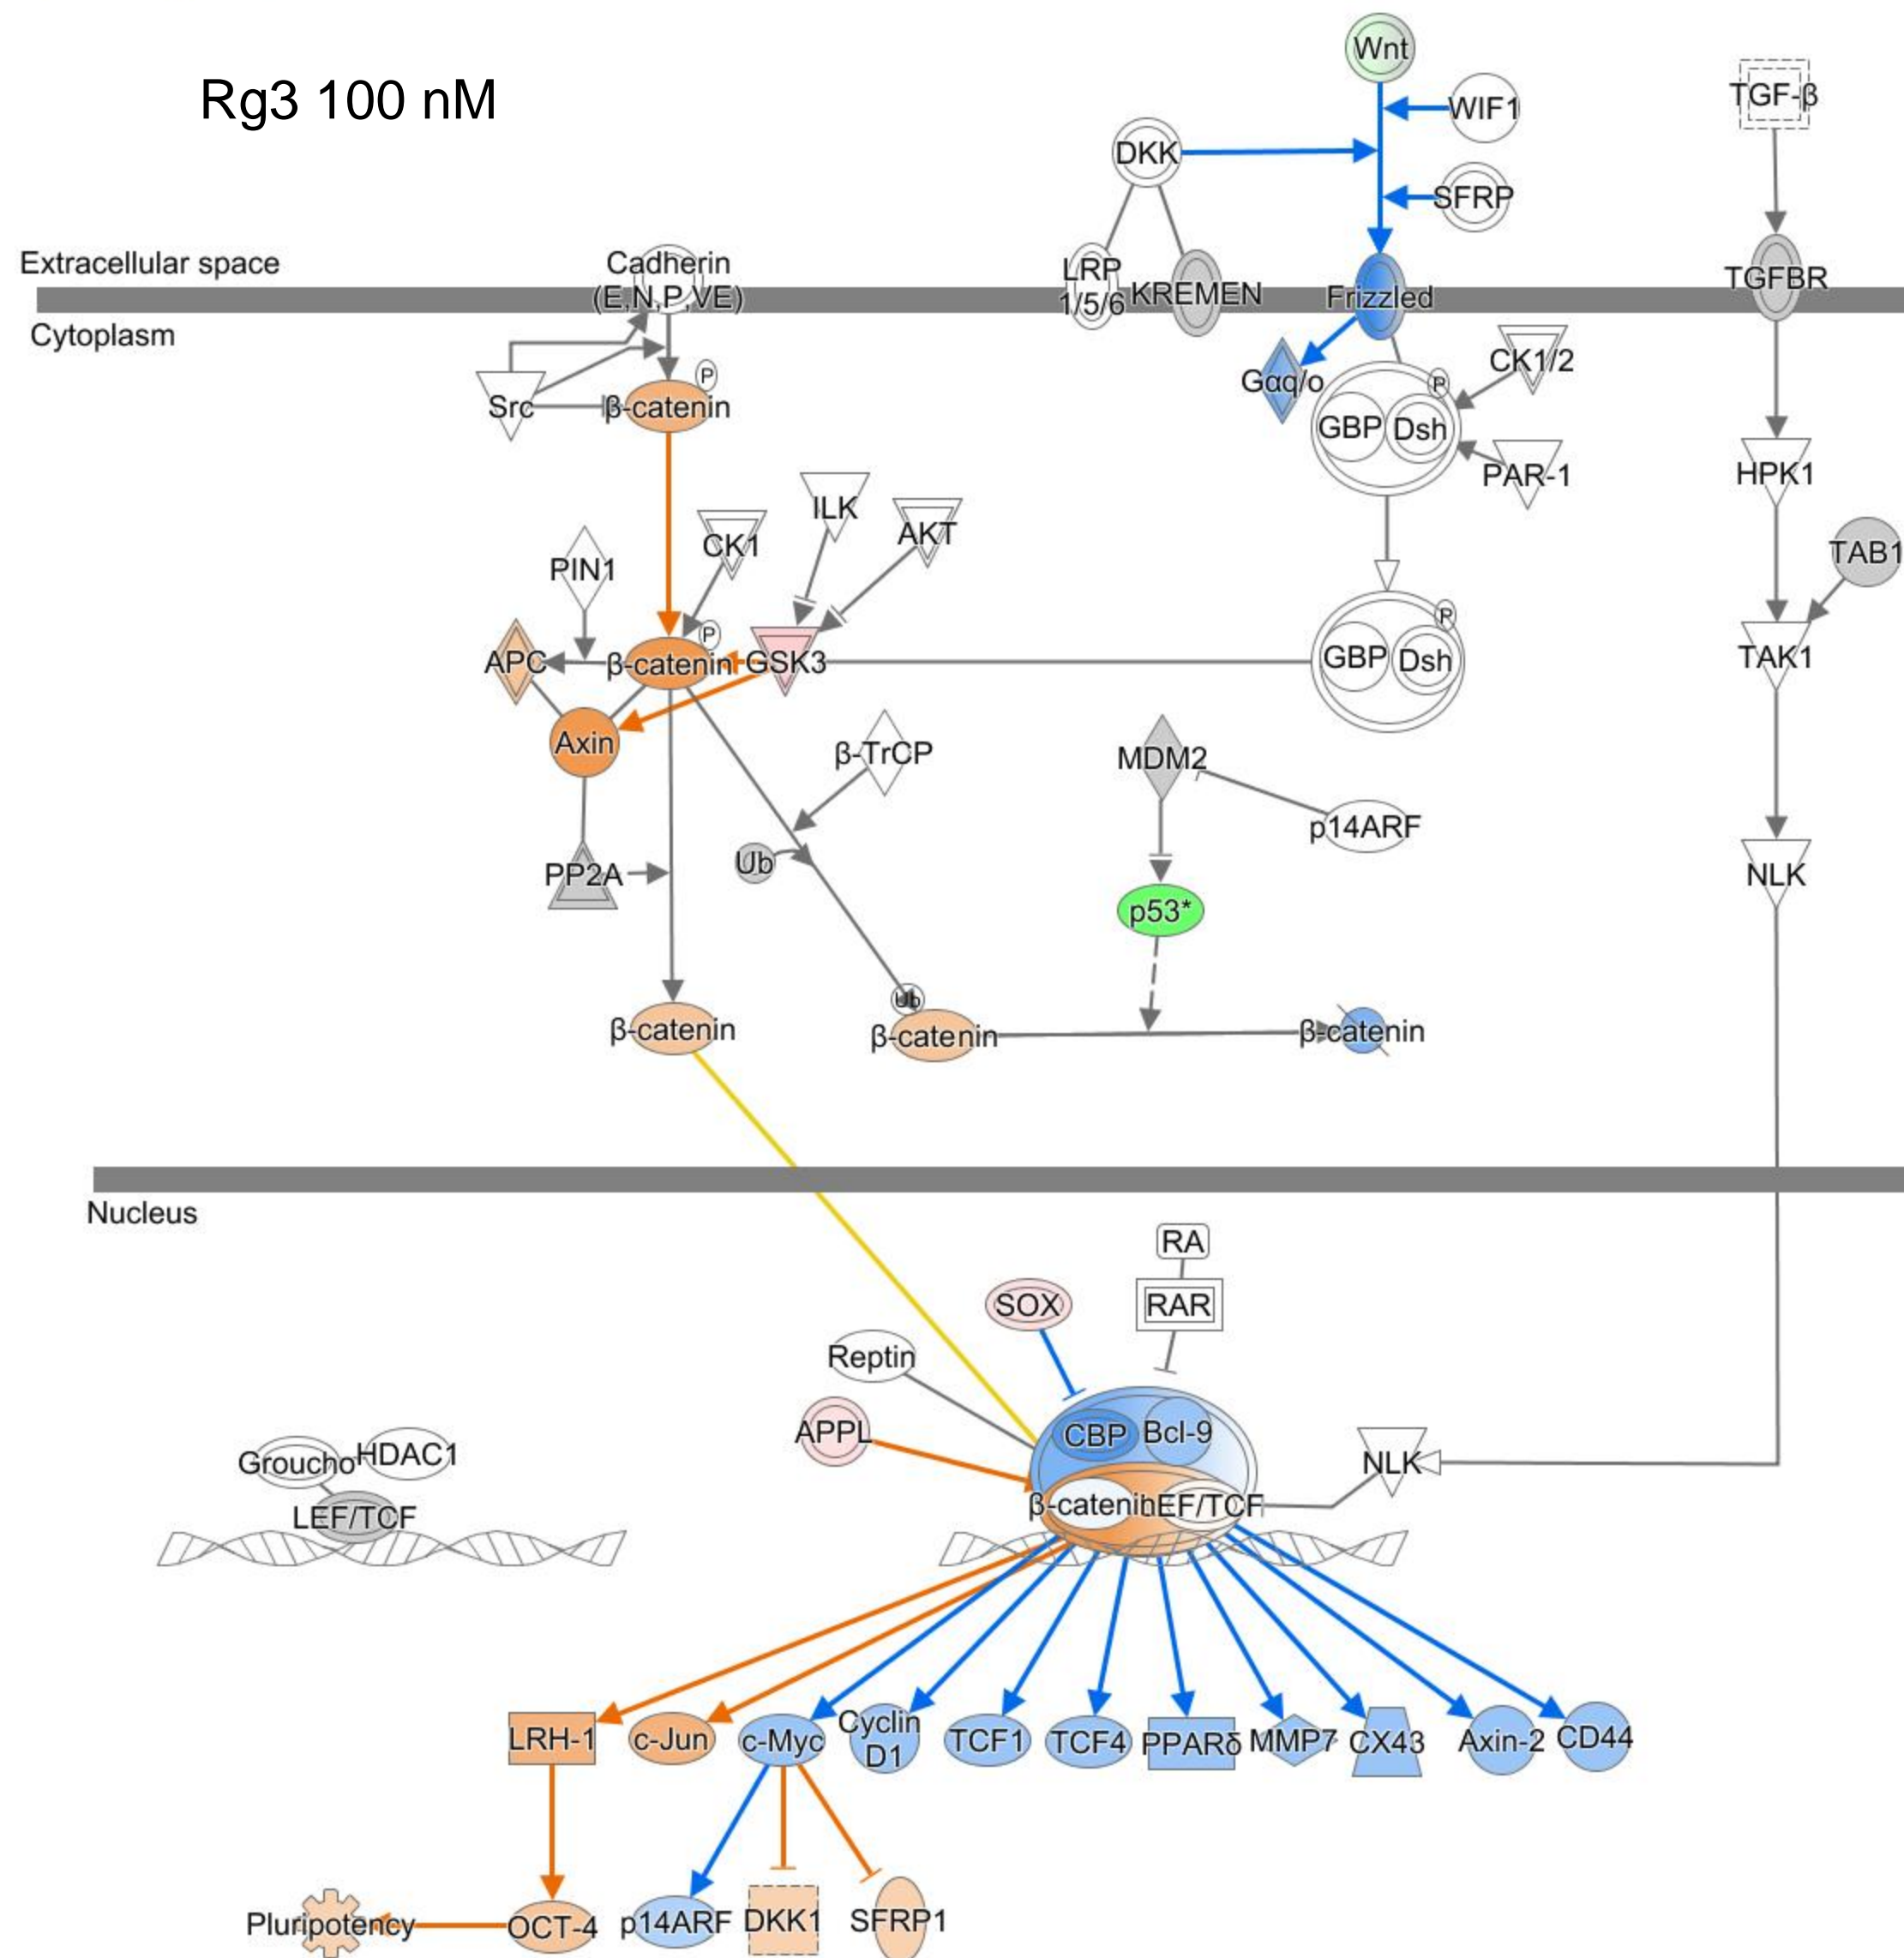 Rg3 100 nM
Wnt
WIF1
DKK
SFRP
TGF-β
Extracellular space
Cadherin
(E,N,P,VE)
LRP
1/5/6
KREMEN
Frizzled
TGFBR
Cytoplasm
Gαq/o
CK1/2
P
P
Src
β-catenin
GBP
Dsh
PAR-1
HPK1
ILK
AKT
CK1
PIN1
TAB1
P
P
APC
β-catenin
GSK3
GBP
Dsh
TAK1
Axin
β-TrCP
MDM2
p14ARF
PP2A
Ub
NLK
p53*
Ub
β-catenin
β-catenin
β-catenin
Nucleus
RA
SOX
RAR
Reptin
APPL
CBP
Bcl-9
Groucho
HDAC1
NLK
LEF/TCF
β-catenin
LEF/TCF
LRH-1
c-Jun
c-Myc
Cyclin
D1
TCF1
TCF4
PPARδ
MMP7
CX43
Axin-2
CD44
Pluripotency
OCT-4
p14ARF
DKK1
SFRP1